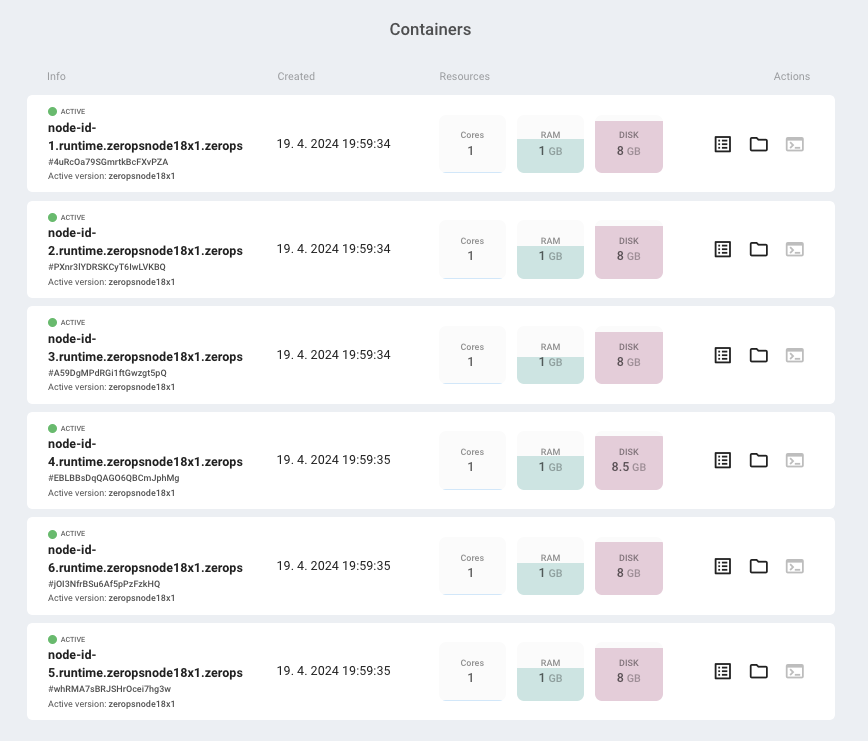 Containers
Info Created Resources Actions
ACTIVE
node-id-
1.runtime.zeropsnode18x1.zerops
#4uRcOa79SGmrtkBcFXvPZA
Active version: zeropsnode18x1
19. 4. 2024 19:59:34
Cores
1
RAM
1 GB
DISK
8 GB
ACTIVE
node-id-
2.runtime.zeropsnode18x1.zerops
#PXnr3IYDRSKCyT6IwLVKBQ
Active version: zeropsnode18x1
19. 4. 2024 19:59:34
Cores
1
RAM
1 GB
DISK
8 GB
ACTIVE
node-id-
3.runtime.zeropsnode18x1.zerops
#A59DgMPdRGi1ftGwzgt5pQ
Active version: zeropsnode18x1
19. 4. 2024 19:59:34
Cores
1
RAM
1 GB
DISK
8 GB
ACTIVE
node-id-
4.runtime.zeropsnode18x1.zerops
#EBLBBsDqQAGO6QBCmJphMg
Active version: zeropsnode18x1
19. 4. 2024 19:59:35
Cores
1
RAM
1 GB
DISK
8.5 GB
ACTIVE
node-id-
6.runtime.zeropsnode18x1.zerops
#jOI3NfrBSu6Af5pPzFzkHQ
Active version: zeropsnode18x1
19. 4. 2024 19:59:35
Cores
1
RAM
1 GB
DISK
8 GB
ACTIVE
node-id-
5.runtime.zeropsnode18x1.zerops
#whRMA7sBRJSHrOcei7hg3w
Active version: zeropsnode18x1
19. 4. 2024 19:59:35
Cores
1
RAM
1 GB
DISK
8 GB